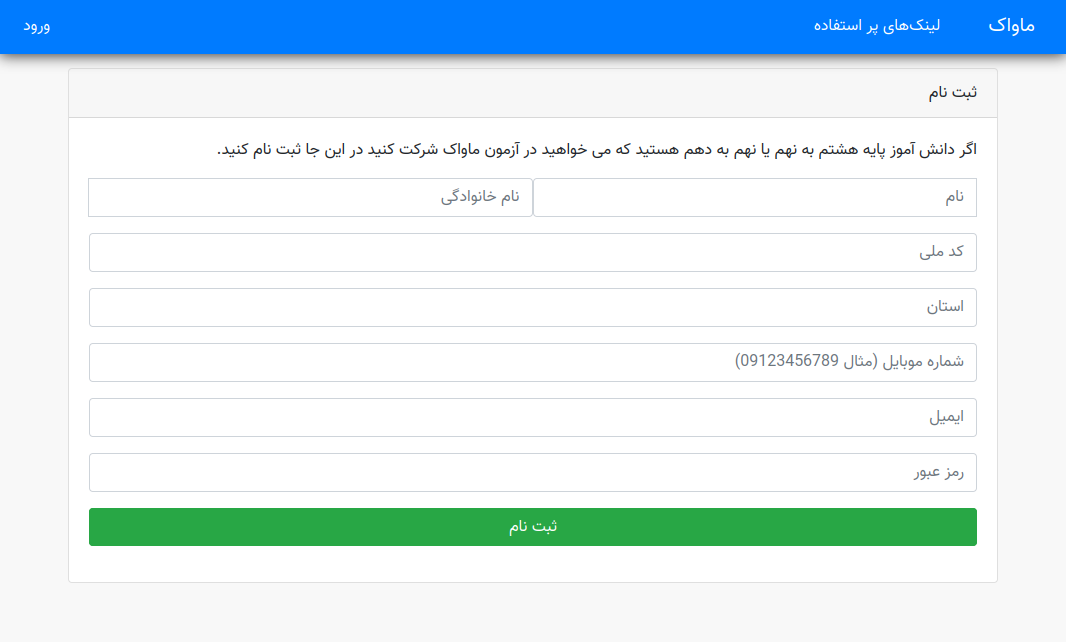 ماواک
لینک‌های پر استفاده
ورود
ثبت نام
اگر دانش آموز پایه هشتم به نهم یا نهم به دهم هستید که می خواهید در آزمون ماواک شرکت کنید در این جا ثبت نام کنید.
نام
نام خانوادگی
کد ملی
استان
شماره موبایل (مثال 09123456789)
ایمیل
رمز عبور
ثبت نام